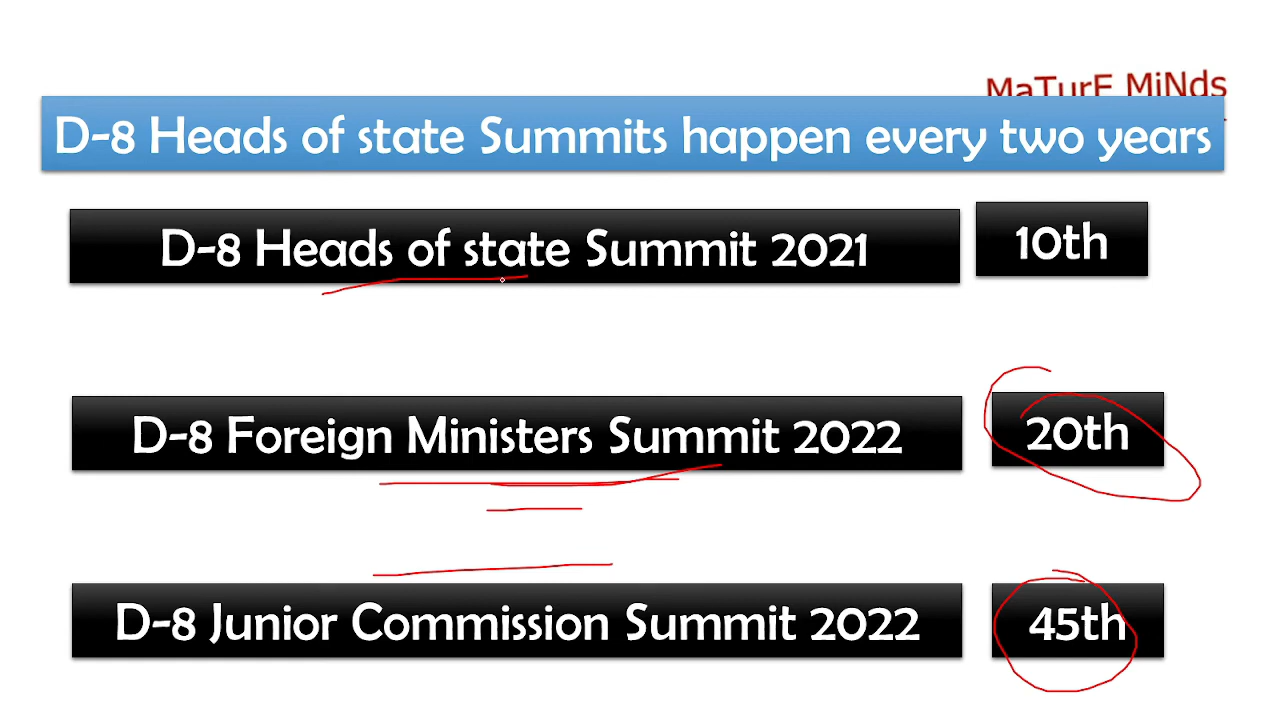 MaTurE MiNds
D-8 Heads of state Summits happen every two years
D-8 Heads of state Summit 2021
10th
D-8 Foreign Ministers Summit 2022
20th
D-8 Junior Commission Summit 2022
45th